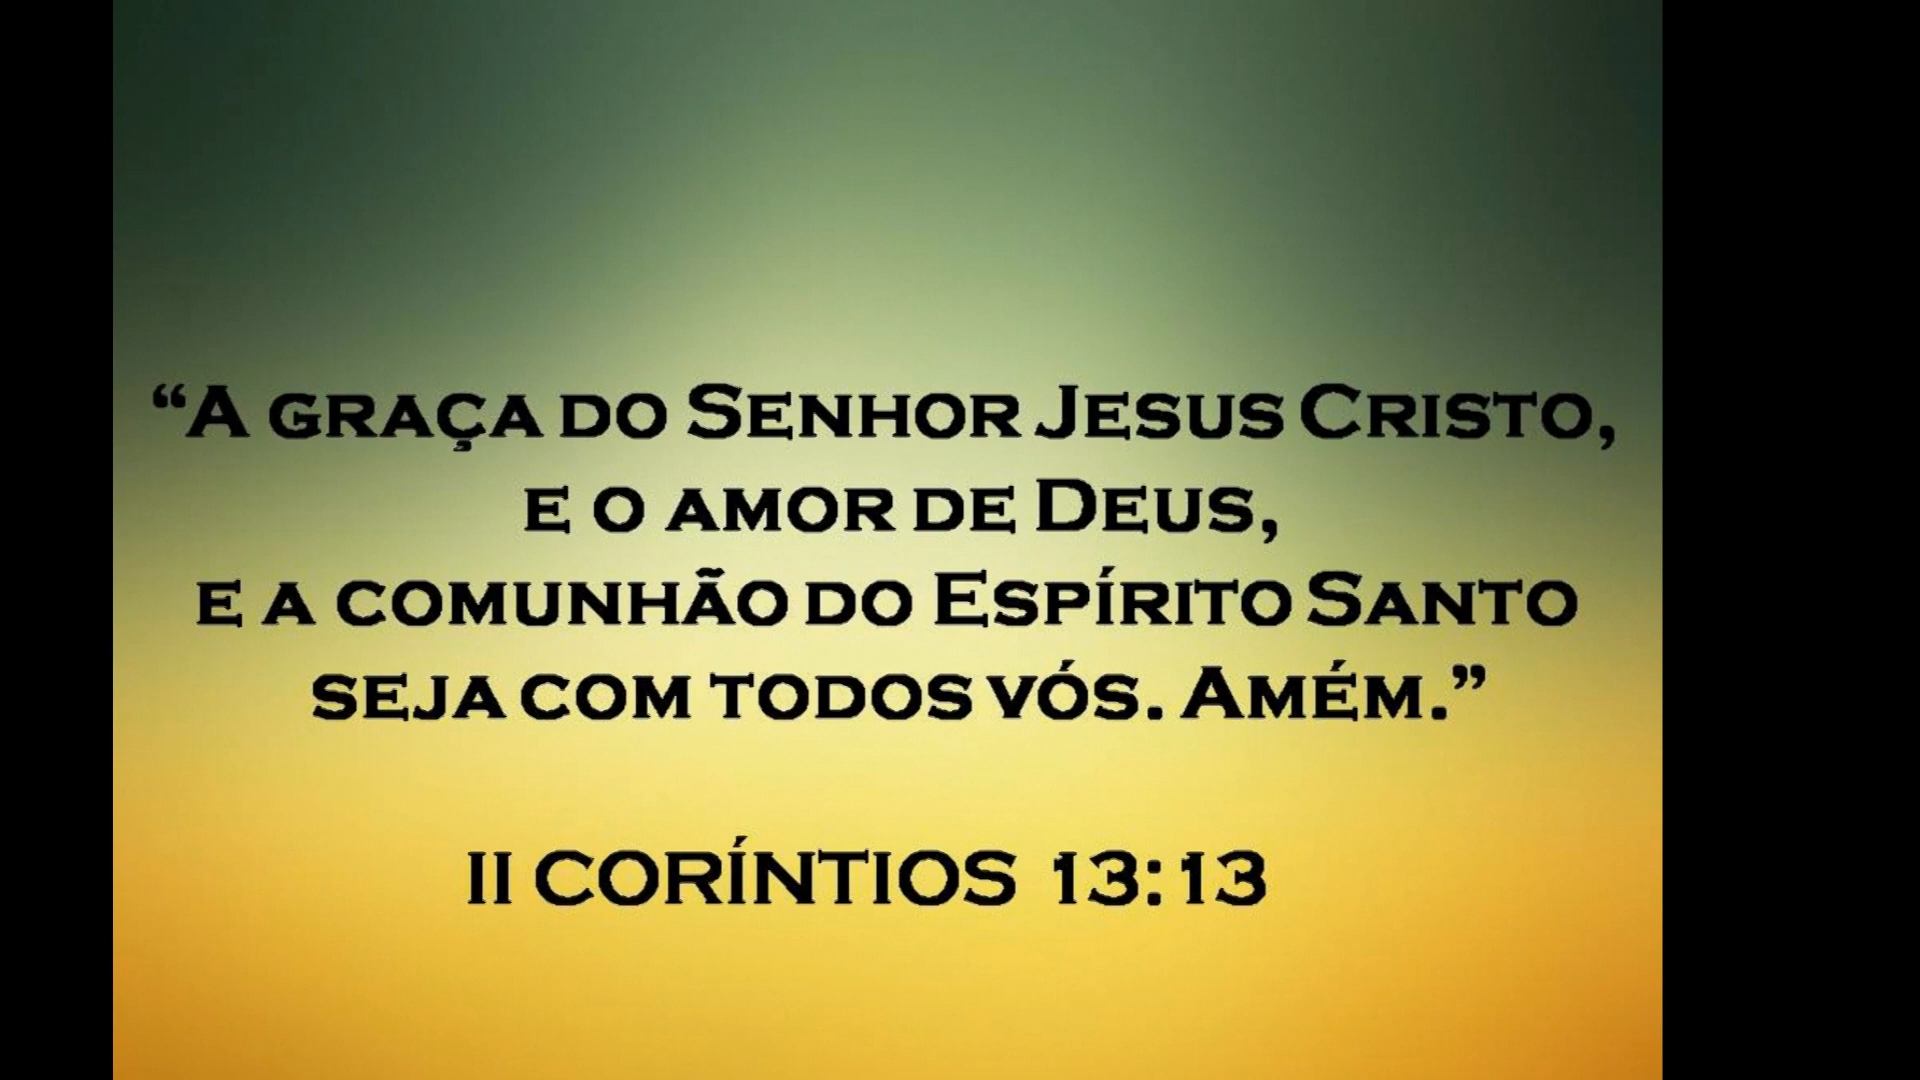 “A GRAÇA DO SENHOR JESUS CRISTO,
E O AMOR DE DEUS,
E A COMUNHÃO DO ESPÍRITO SANTO
SEJA COM TODOS VÓS. AMÉM.”
II CORÍNTIOS 13:13